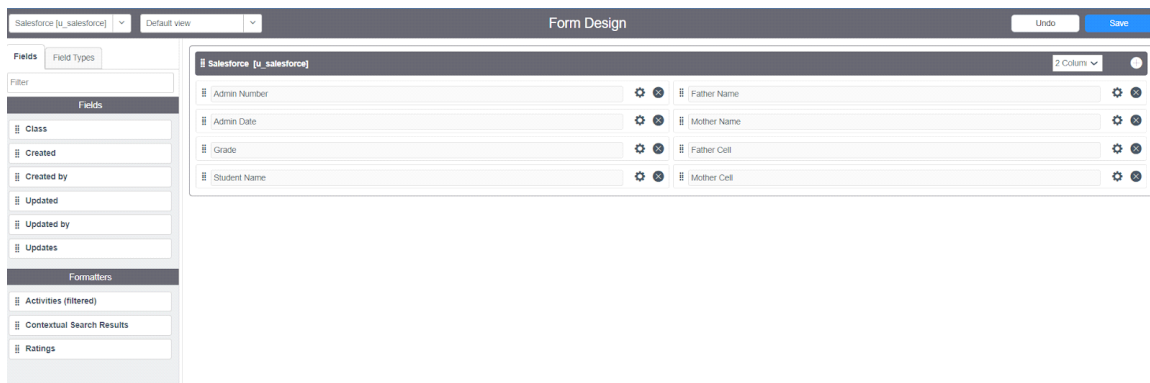 Salesforce [u_salesforce] Default view Form Design Undo Save
Fields Field Types
Filter
Fields
Class
Created
Created by
Updated
Updated by
Updates
Formatters
Activities (filtered)
Contextual Search Results
Ratings
Salesforce [u_salesforce] 2 Colum
Admin Number Father Name
Admin Date Mother Name
Grade Father Cell
Student Name Mother Cell